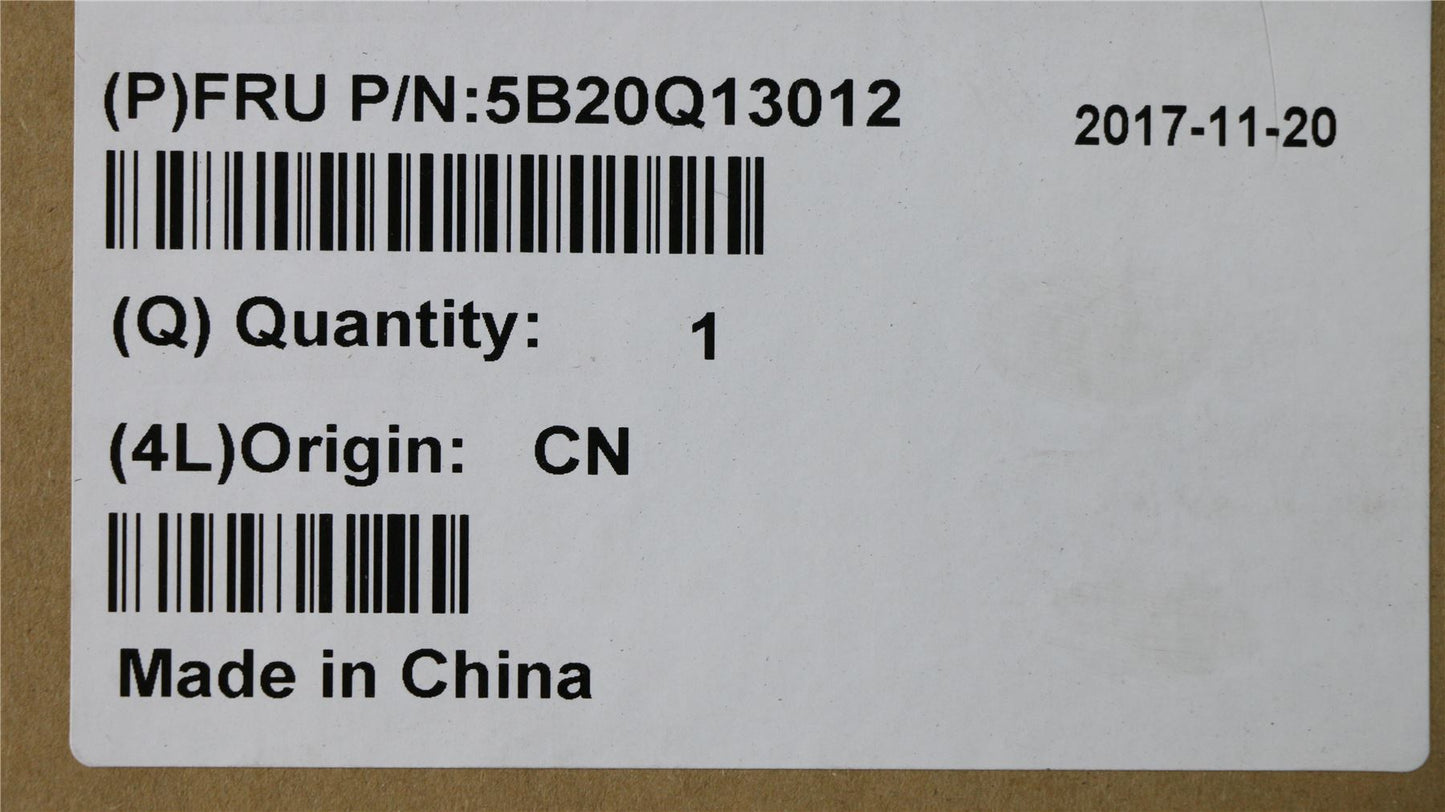 (P)FRU P/N:5B20Q13012
2017-11-20
(Q) Quantity: 1
(4L)Origin: CN
Made in China